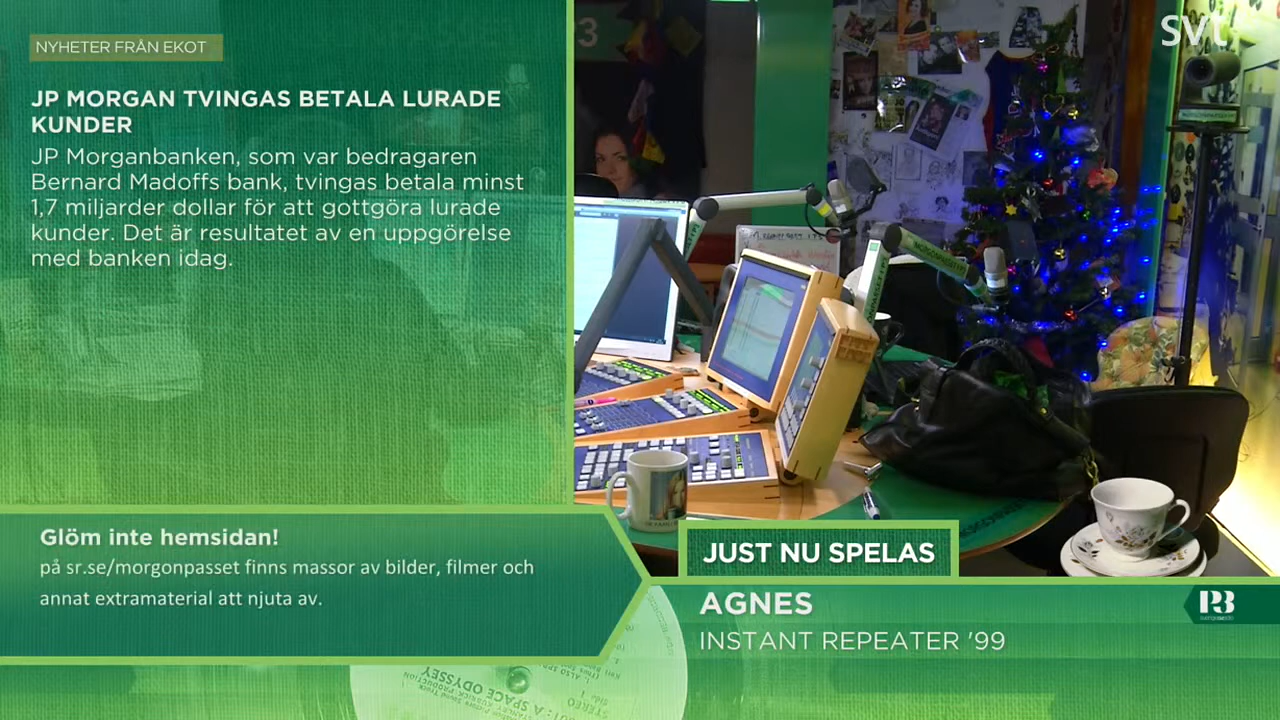 NYHETER FRÅN EKOT
JP MORGAN TVINGAS BETALA LURADE
KUNDER
JP Morganbanken, som var bedragaren
Bernard Madoffs bank, tvingas betala minst
1,7 miljarder dollar för att gottgöra lurade
kunder. Det är resultatet av en uppgörelse
med banken idag.
3
svt
Glöm inte hemsidan!
på sr.se/morgonpasset finns massor av bilder, filmer och
annat extramaterial att njuta av.
JUST NU SPELAS
AGNES
INSTANT REPEATER '99
P3
STEREO
A SPACE ODYSSEY